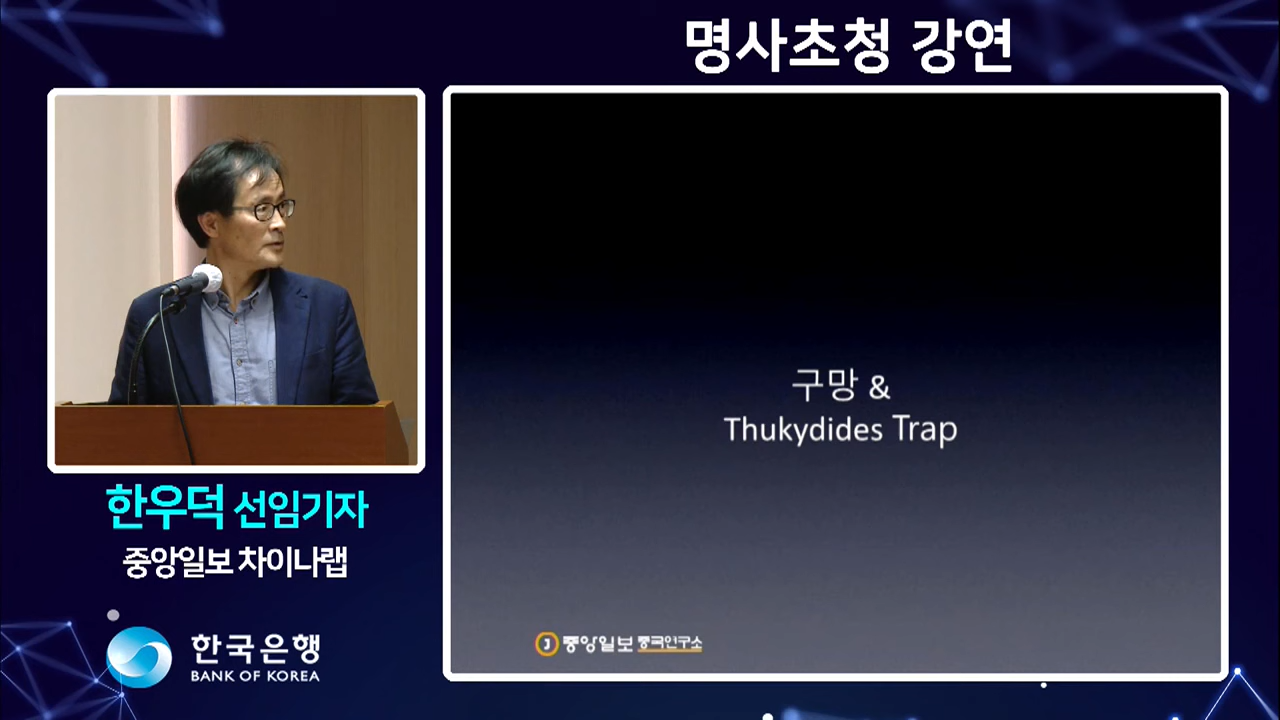 명사초청 강연
구망 &
Thukydides Trap
J 중앙일보 중국연구소
한우덕 선임기자
중앙일보 차이나랩
한국은행
BANK OF KOREA